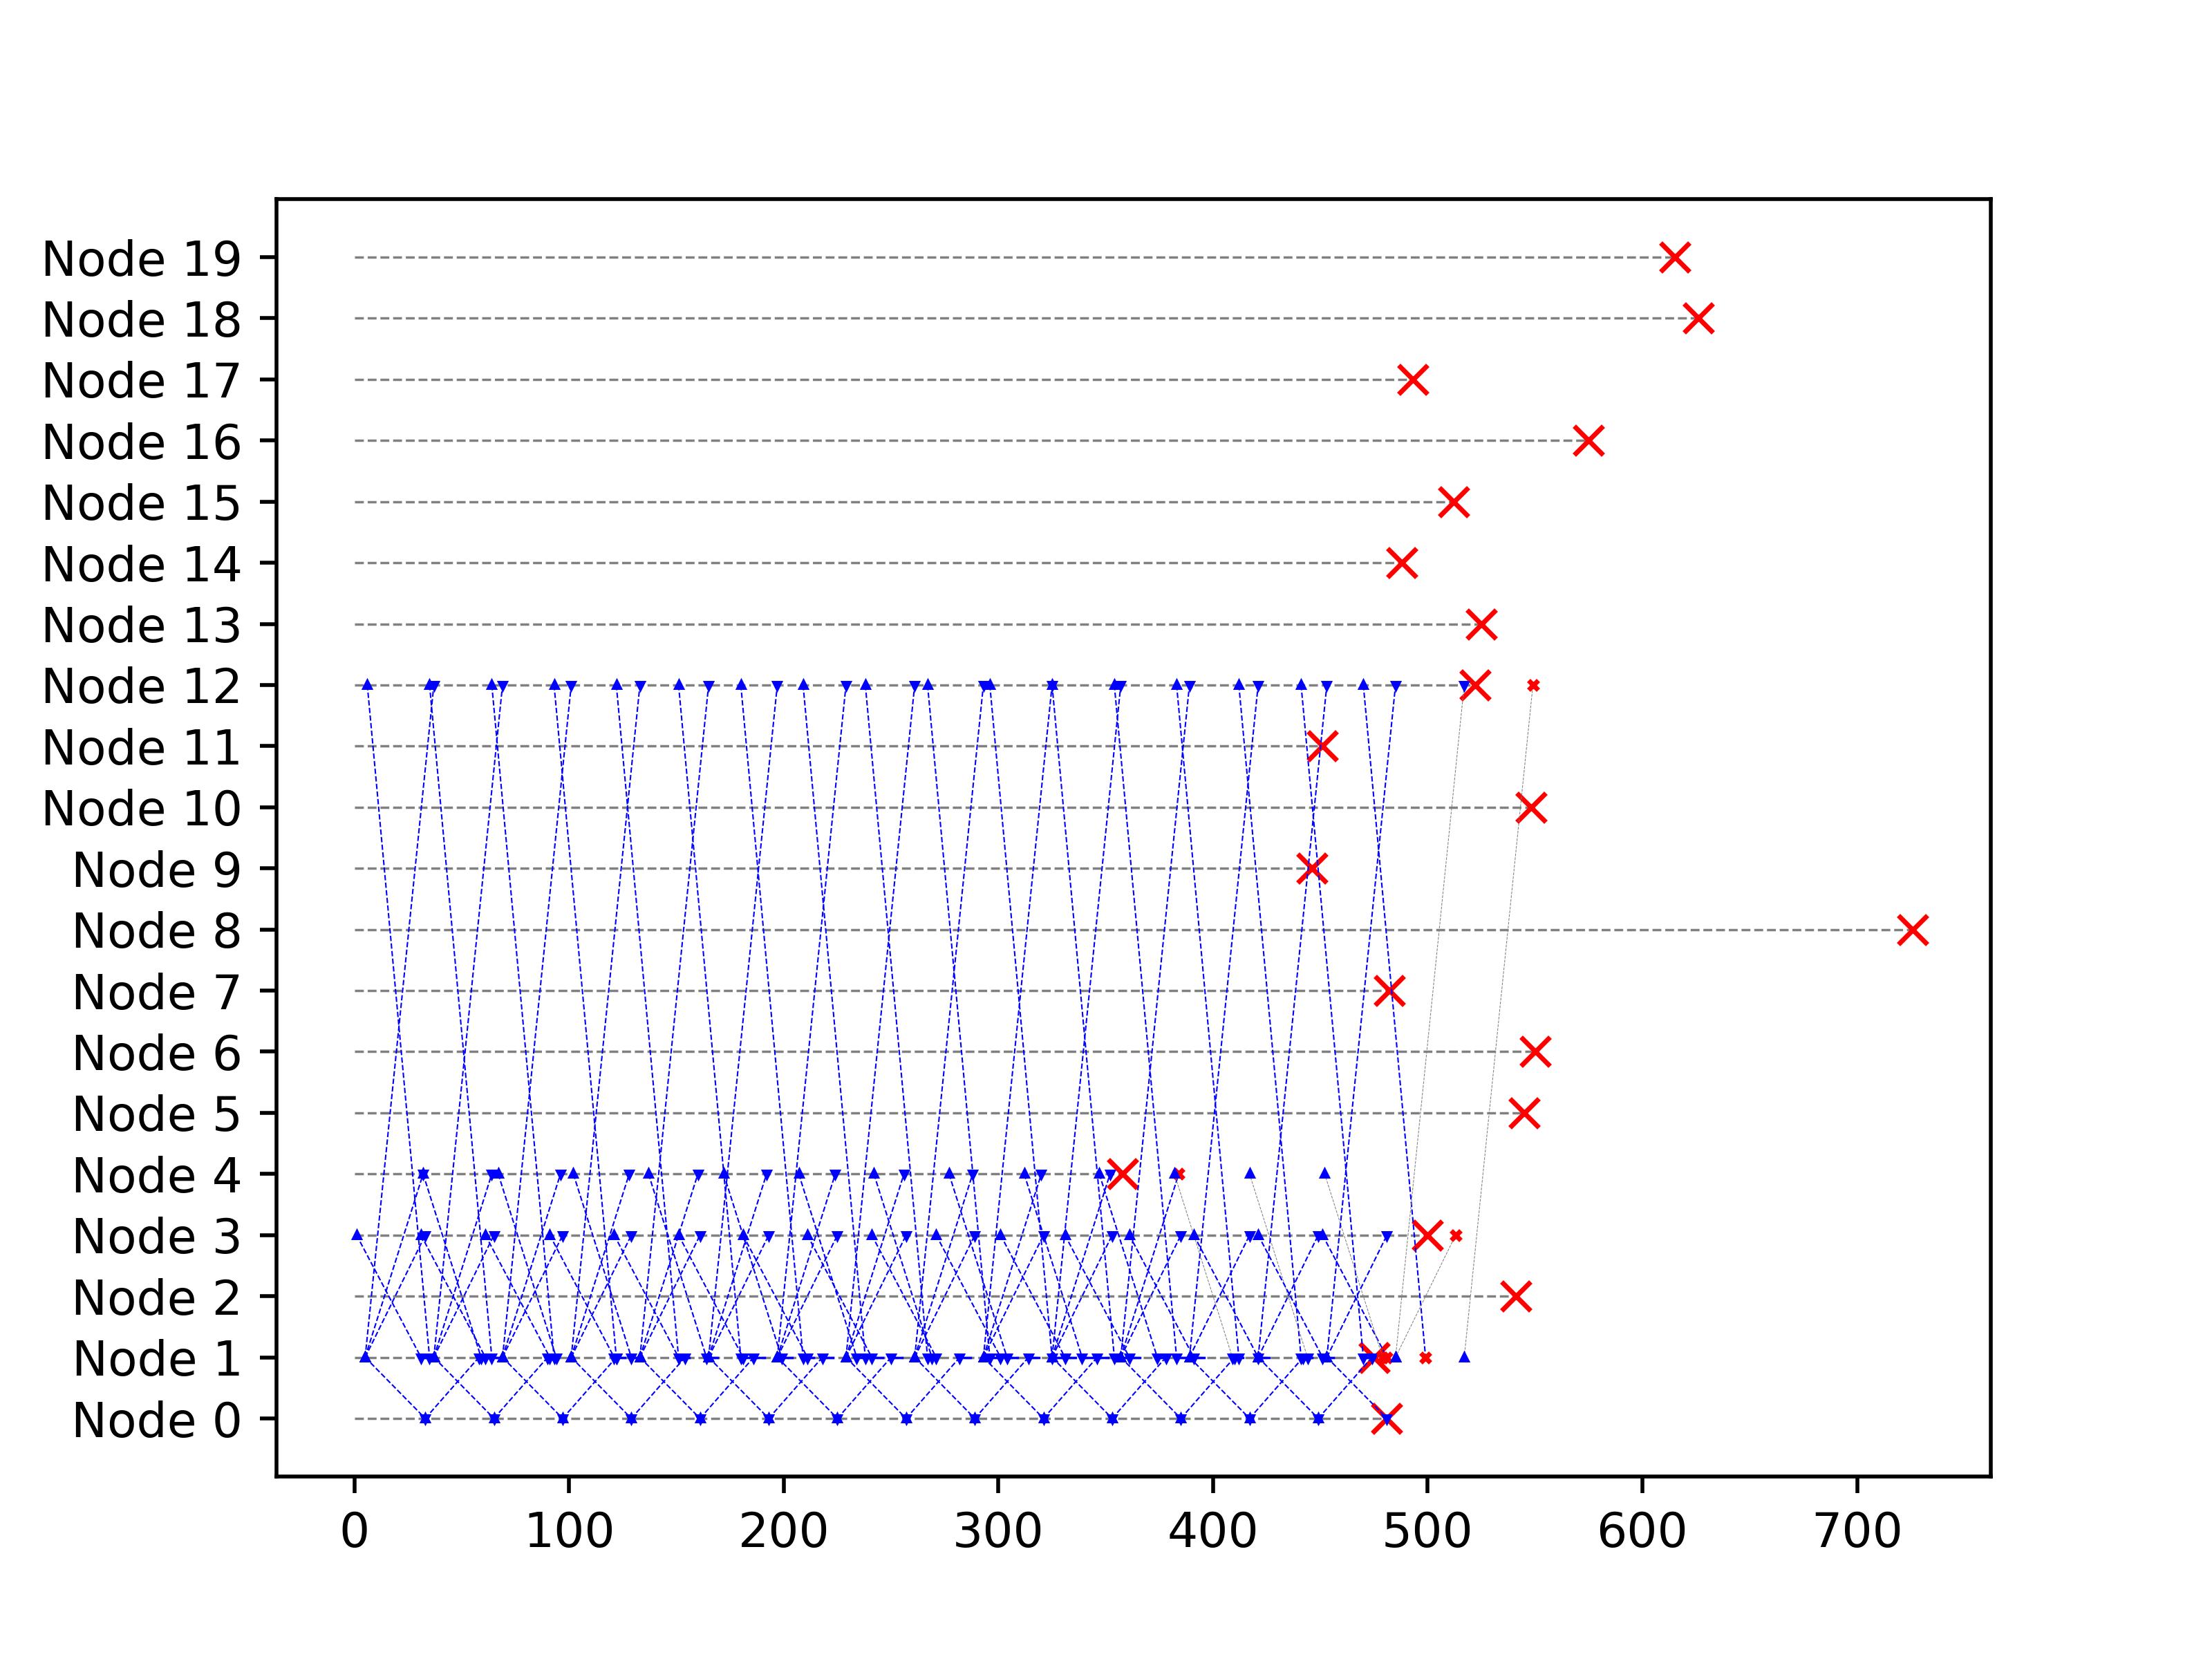 Node 19
Node 18
Node 17
Node 16
Node 15
Node 14
Node 13
Node 12
Node 11
Node 10
Node 9
Node 8
Node 7
Node 6
Node 5
Node 4
Node 3
Node 2
Node 1
Node 0
0 100 200 300 400 500 600 700